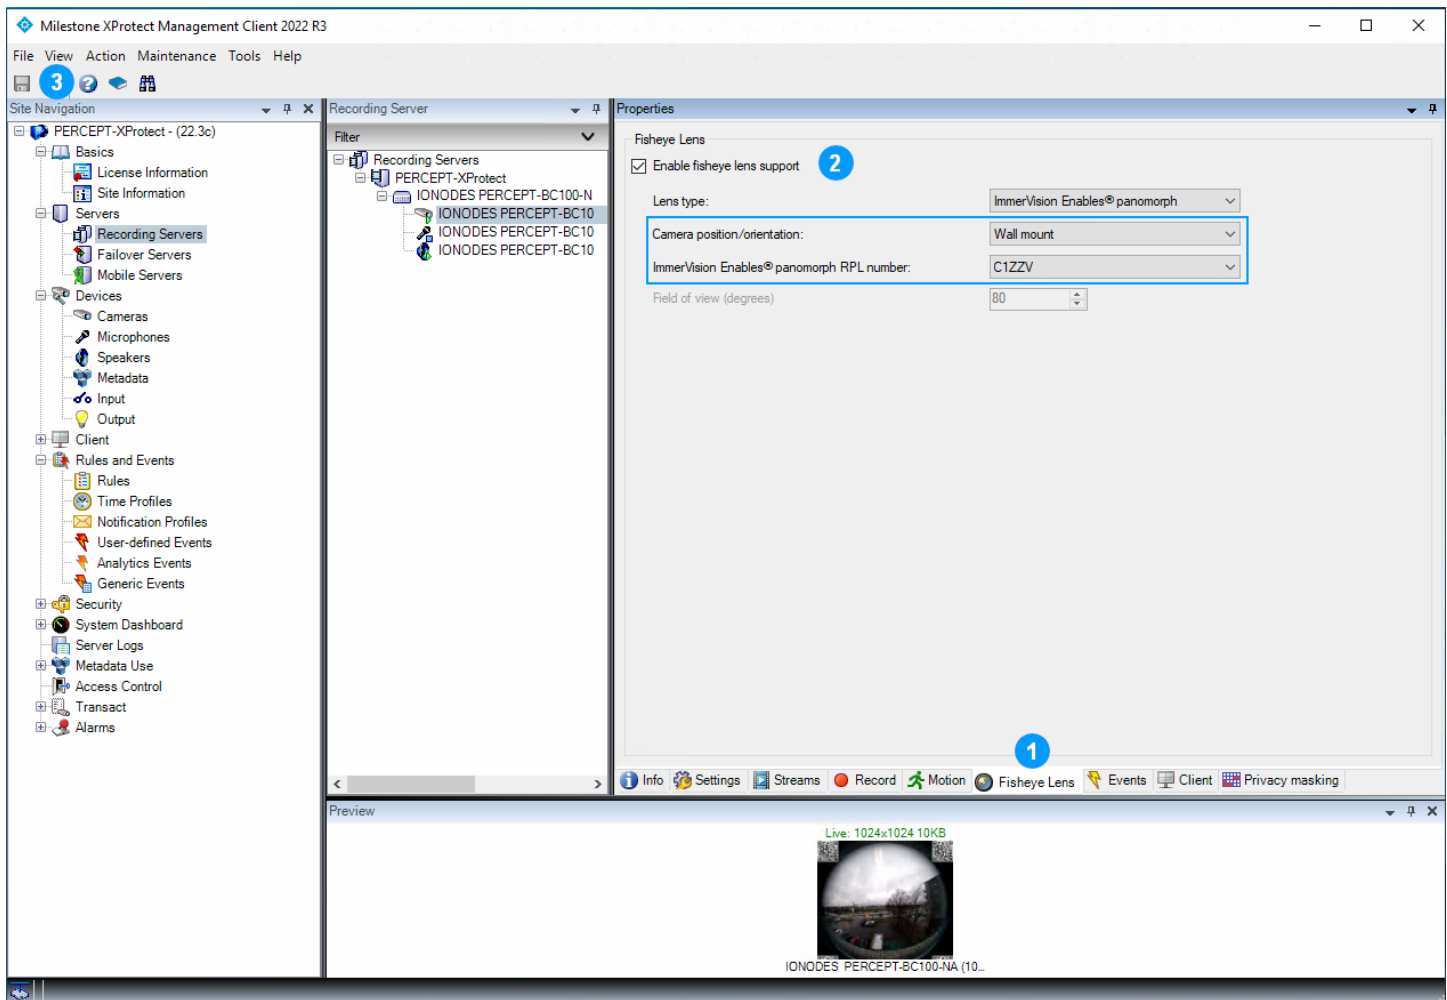 Milestone XProtect Management Client 2022 R3
File View Action Maintenance Tools Help
3
Site Navigation
PERCEPT-XProtect - (22.3c)
Basics
License Information
Site Information
Servers
Recording Servers
Failover Servers
Mobile Servers
Devices
Cameras
Microphones
Speakers
Metadata
Input
Output
Client
Rules and Events
Rules
Time Profiles
Notification Profiles
User-defined Events
Analytics Events
Generic Events
Security
System Dashboard
Server Logs
Metadata Use
Access Control
Transact
Alarms
Recording Server
Filter
Recording Servers
PERCEPT-XProtect
IONODES PERCEPT-BC100-N
IONODES PERCEPT-BC10
IONODES PERCEPT-BC10
IONODES PERCEPT-BC10
Properties
Fisheye Lens
Enable fisheye lens support 2
Lens type: ImmerVision Enables® panomorph
Camera position/orientation: Wall mount
ImmerVision Enables® panomorph RPL number: C1ZZV
Field of view (degrees) 80
1
Info Settings Streams Record Motion Fisheye Lens Events Client Privacy masking
Preview
Live: 1024x1024 10KB
IONODES PERCEPT-BC100-NA (10...